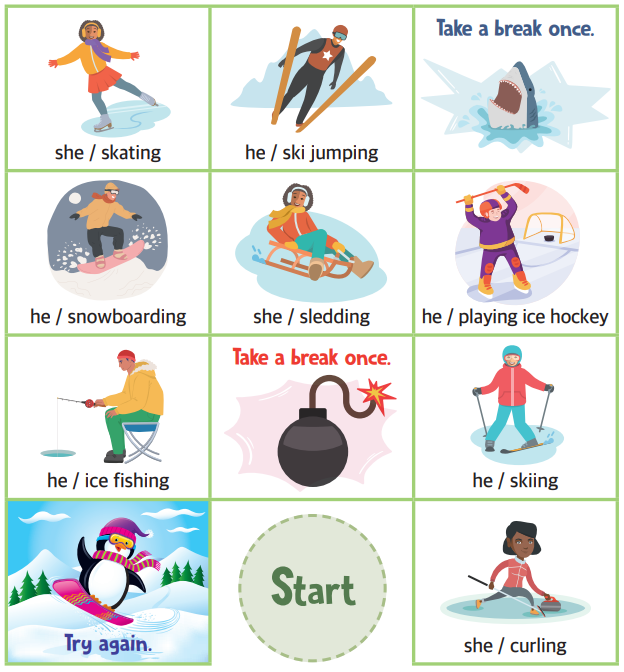 she / skating
he / ski jumping
Take a break once.
he / snowboarding
she / sledding
he / playing ice hockey
he / ice fishing
Take a break once.
he / skiing
Try again.
Start
she / curling